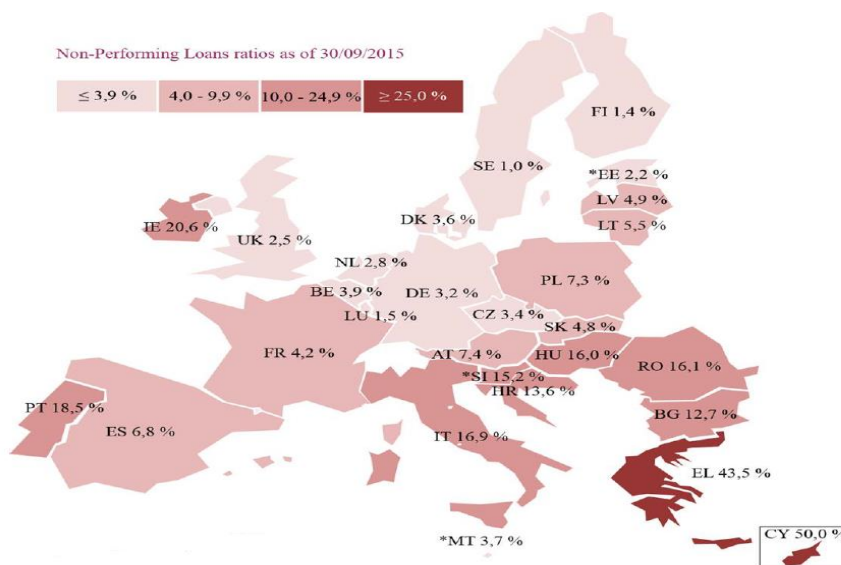 Non-Performing Loans ratios as of 30/09/2015
≤ 3,9 % 4,0 - 9,9 % 10,0 - 24,9 % ≥ 25,0 %
FI 1,4 %
SE 1,0 %
*EE 2,2 %
LV 4,9 %
DK 3,6 %
LT 5,5 %
IE 20,6 %
UK 2,5 %
NL 2,8 %
PL 7,3 %
BE 3,9 %
DE 3,2 %
LU 1,5 %
CZ 3,4 %
SK 4,8 %
FR 4,2 %
AT 7,4 %
HU 16,0 %
RO 16,1 %
*SI 15,2 %
HR 13,6 %
PT 18,5 %
BG 12,7 %
ES 6,8 %
IT 16,9 %
EL 43,5 %
*MT 3,7 %
CY 50,0 %